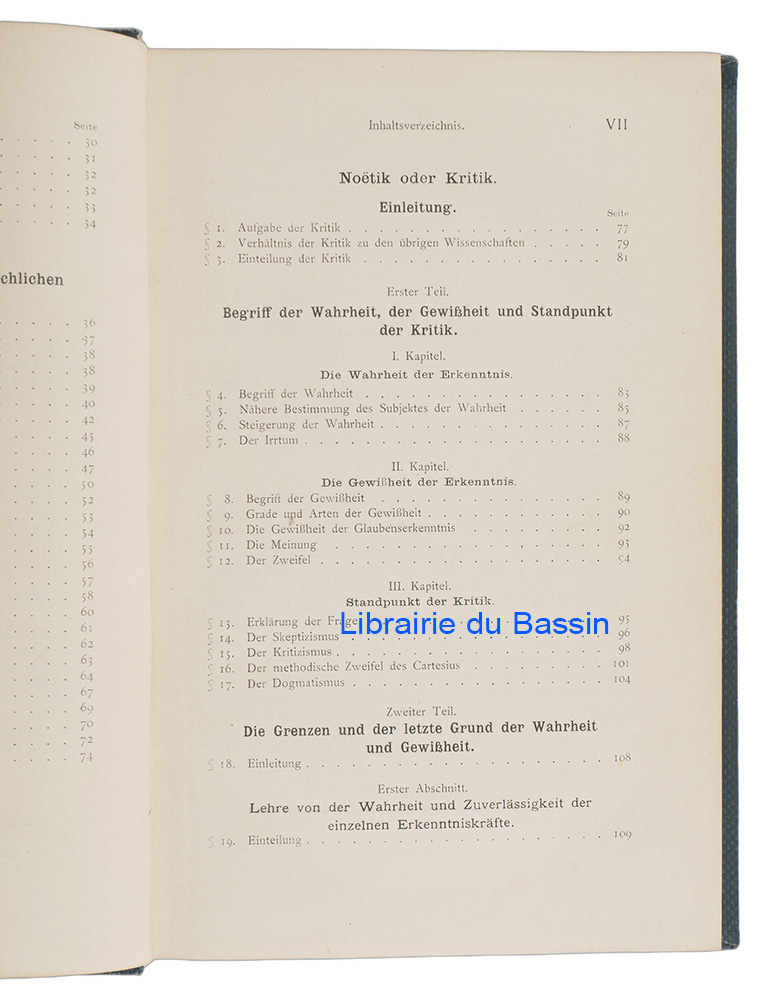 Seite
30
31
32
32
33
34
chlichen
36
37
38
38
39
40
42
45
46
47
50
52
53
54
55
56
57
58
60
61
62
63
64
67
69
70
72
74
Inhaltsverzeichnis. VII
Noëtik oder Kritik.
Einleitung.
Seite
§ 1. Aufgabe der Kritik . . . . . . . . . . . . . . . . . 77
§ 2. Verhältnis der Kritik zu den übrigen Wissenschaften . . . . . 79
§ 3. Einteilung der Kritik . . . . . . . . . . . . . . . . 81
Erster Teil.
Begriff der Wahrheit, der Gewißheit und Standpunkt
der Kritik.
I. Kapitel.
Die Wahrheit der Erkenntnis.
§ 4. Begriff der Wahrheit . . . . . . . . . . . . . . . . 83
§ 5. Nähere Bestimmung des Subjektes der Wahrheit . . . . . . 85
§ 6. Steigerung der Wahrheit . . . . . . . . . . . . . . . 87
§ 7. Der Irrtum . . . . . . . . . . . . . . . . . . . . 88
II. Kapitel.
Die Gewißheit der Erkenntnis.
§ 8. Begriff der Gewißheit . . . . . . . . . . . . . . . 89
§ 9. Grade und Arten der Gewißheit . . . . . . . . . . . . 90
§ 10. Die Gewißheit der Glaubenserkenntnis . . . . . . . . . 92
§ 11. Die Meinung . . . . . . . . . . . . . . . . . . 93
§ 12. Der Zweifel . . . . . . . . . . . . . . . . . . . 94
III. Kapitel.
Standpunkt der Kritik.
§ 13. Erklärung der Frage . . . . . . . . . . . . . . . . 95
Librairie du Bassin
§ 14. Der Skeptizismus . . . . . . . . . . . . . . . . . 96
§ 15. Der Kritizismus . . . . . . . . . . . . . . . . . . 98
§ 16. Der methodische Zweifel des Cartesius . . . . . . . . . 101
§ 17. Der Dogmatismus . . . . . . . . . . . . . . . . . 104
Zweiter Teil.
Die Grenzen und der letzte Grund der Wahrheit
und Gewißheit.
§ 18. Einleitung . . . . . . . . . . . . . . . . . . . . 108
Erster Abschnitt.
Lehre von der Wahrheit und Zuverlässigkeit der
einzelnen Erkenntniskräfte.
§ 19. Einteilung . . . . . . . . . . . . . . . . . . . . 109